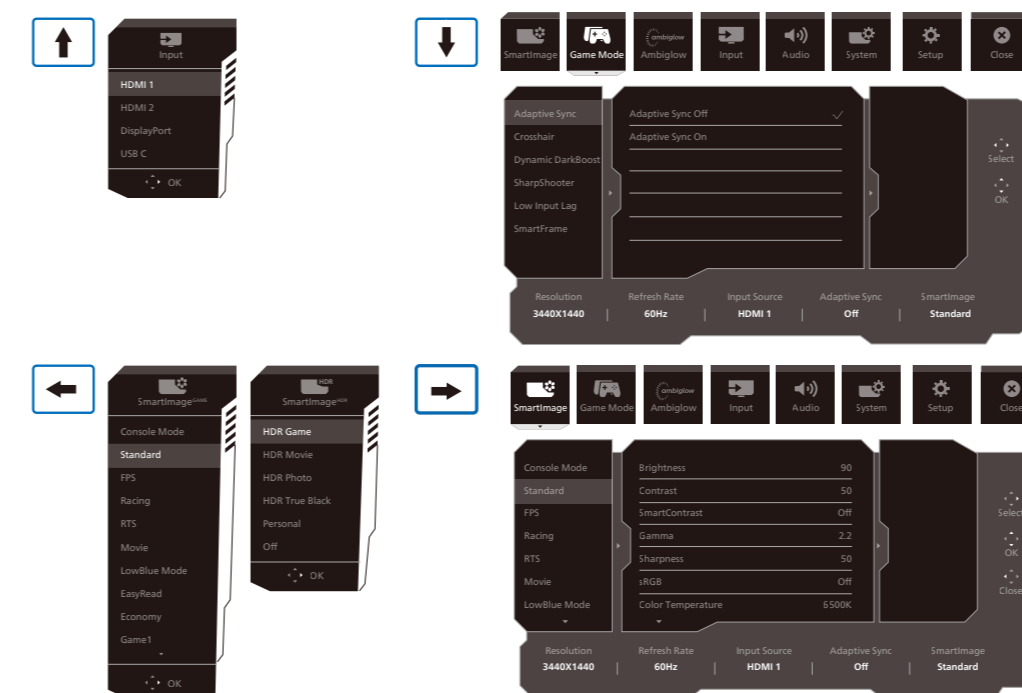 Input
HDMI 1
HDMI 2
DisplayPort
USB C
OK
SmartImage
Game Mode
ambiglow
Ambiglow
Input
Audio
System
Setup
Close
Adaptive Sync
Crosshair
Dynamic DarkBoost
SharpShooter
Low Input Lag
SmartFrame
Adaptive Sync Off
Adaptive Sync On
Select
OK
Resolution
3440X1440
Refresh Rate
60Hz
Input Source
HDMI 1
Adaptive Sync
Off
SmartImage
Standard
SmartImage GAME
Console Mode
Standard
FPS
Racing
RTS
Movie
LowBlue Mode
EasyRead
Economy
Game1
OK
HDR
SmartImage HDR
HDR Game
HDR Movie
HDR Photo
HDR True Black
Personal
Off
OK
SmartImage
Game Mode
ambiglow
Ambiglow
Input
Audio
System
Setup
Close
Console Mode
Standard
FPS
Racing
RTS
Movie
LowBlue Mode
Brightness 90
Contrast 50
SmartContrast Off
Gamma 2.2
Sharpness 50
sRGB Off
Color Temperature 6500K
Select
OK
Close
Resolution
3440X1440
Refresh Rate
60Hz
Input Source
HDMI 1
Adaptive Sync
Off
SmartImage
Standard